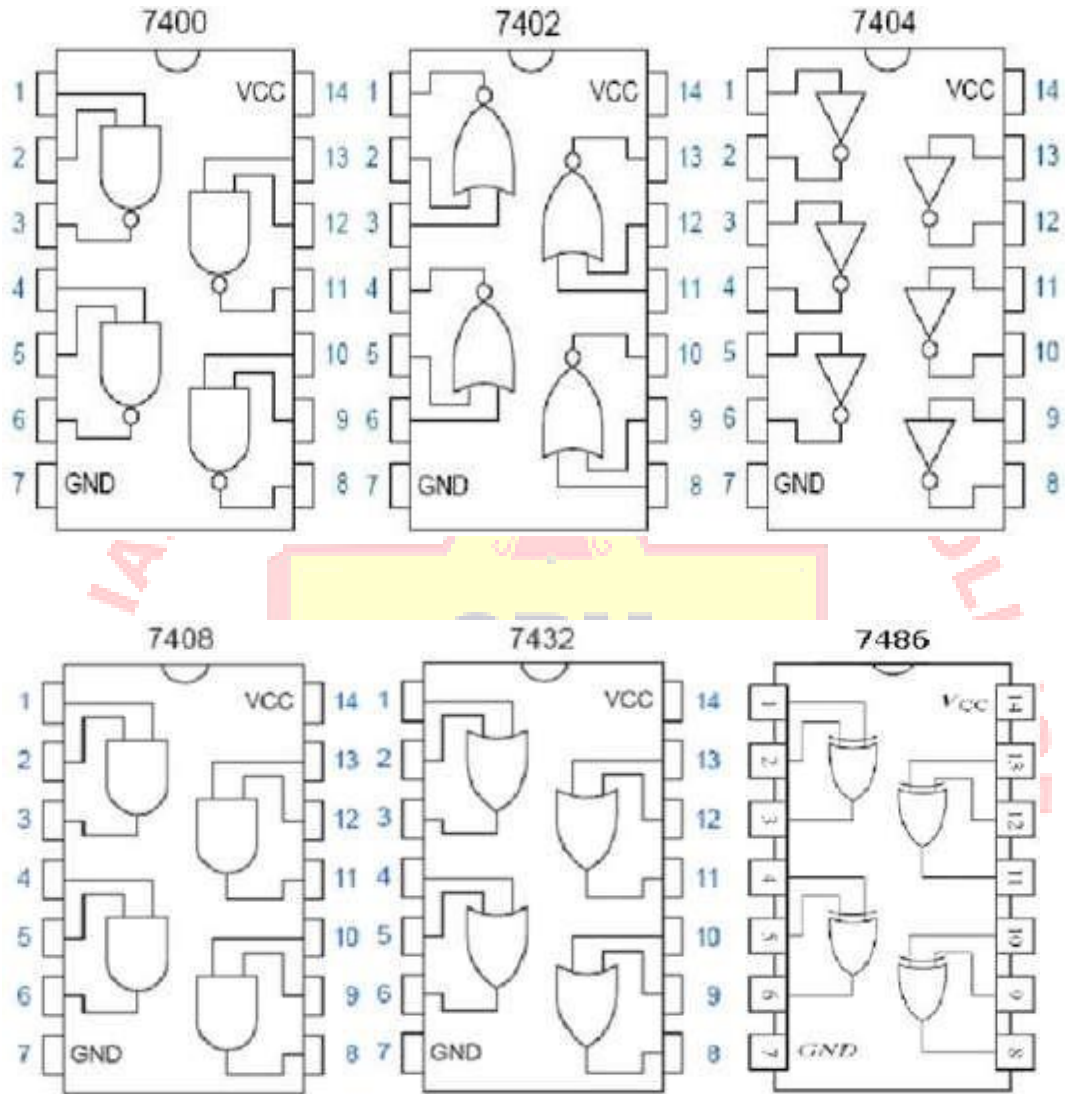 7400 7402 7404
1 VCC 14 1 VCC 14 1 VCC 14
2 13 2 13 2 13
3 12 3 12 3 12
4 11 4 11 4 11
5 10 5 10 5 10
6 9 6 9 6 9
7 GND 8 7 GND 8 7 GND 8
7408 7432 7486
1 VCC 14 1 VCC 14 1 VCC 14
2 13 2 13 2 13
3 12 3 12 3 12
4 11 4 11 4 11
5 10 5 10 5 10
6 9 6 9 6 9
7 GND 8 7 GND 8 7 GND 8